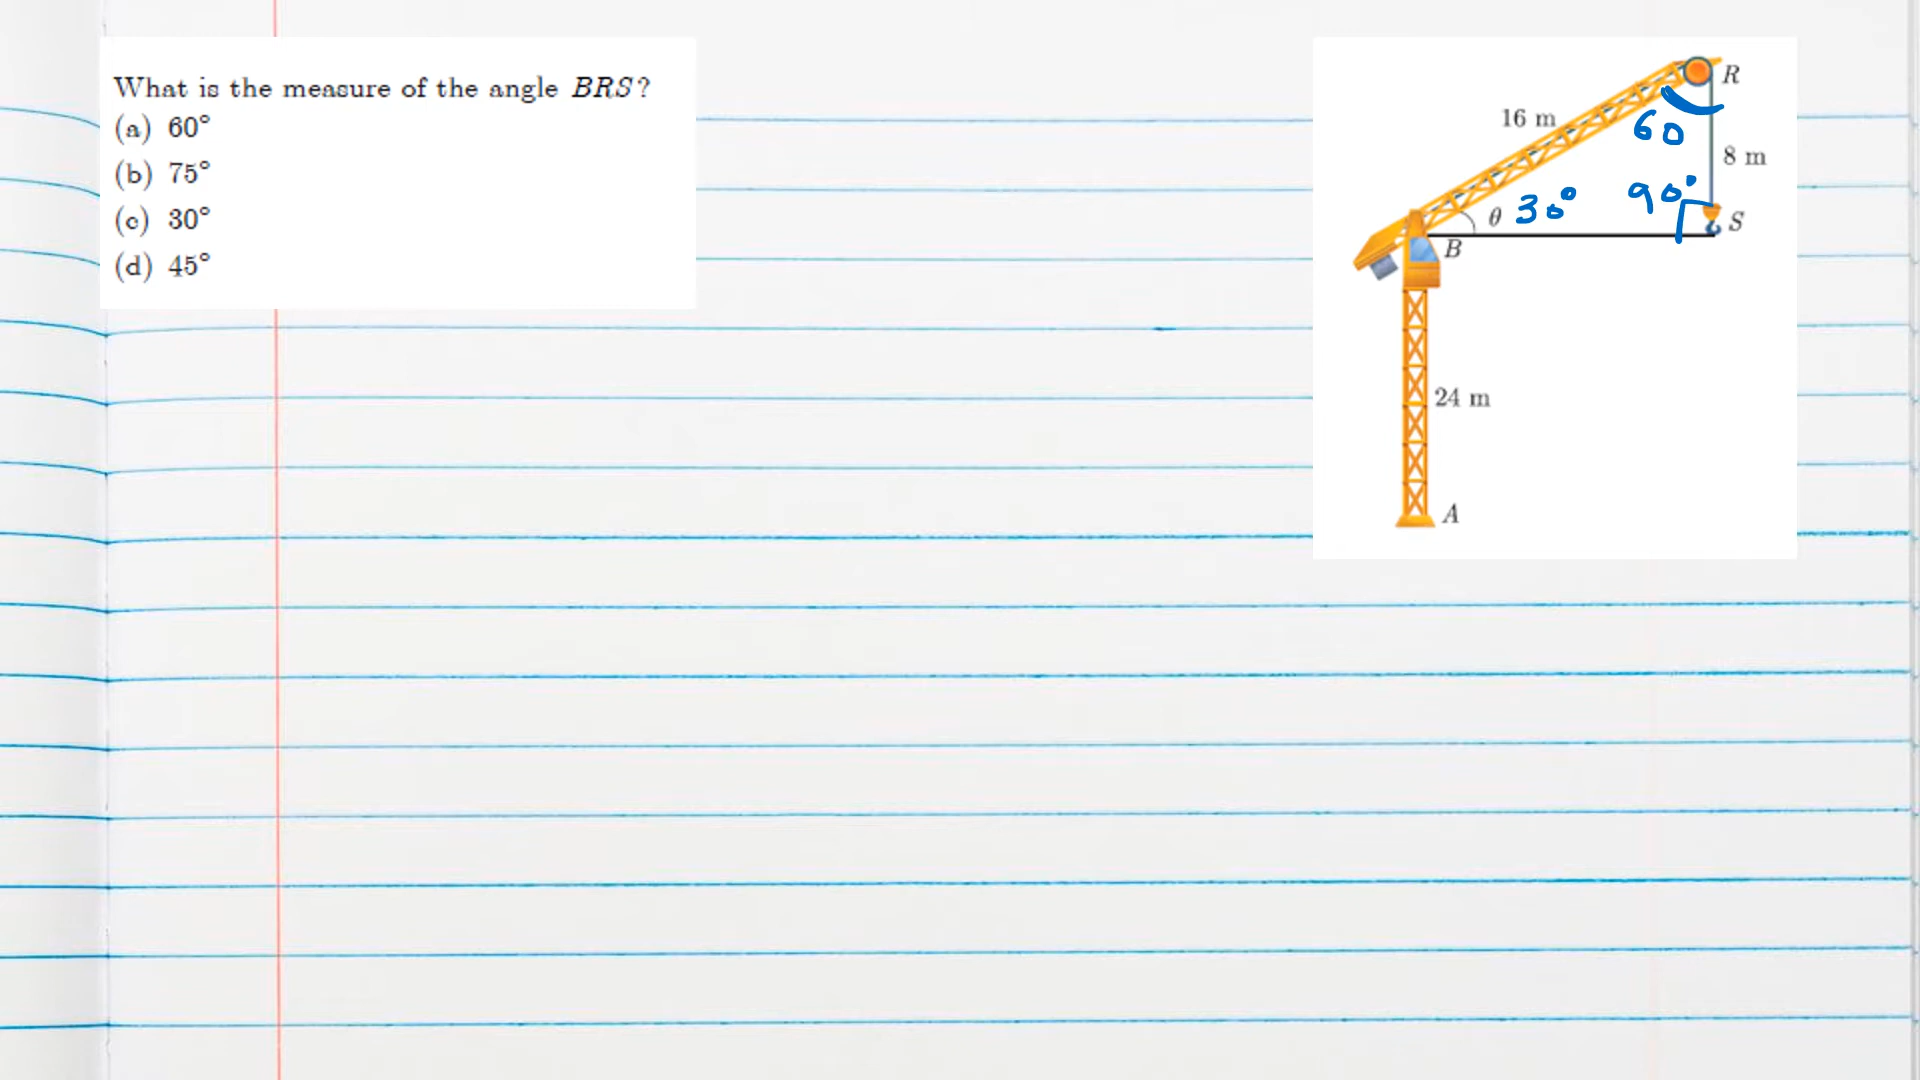 What is the measure of the angle BRS?
(a) 60°
(b) 75°
(c) 30°
(d) 45°
R
16 m
60
8 m
θ 30° 90°
S
B
24 m
A